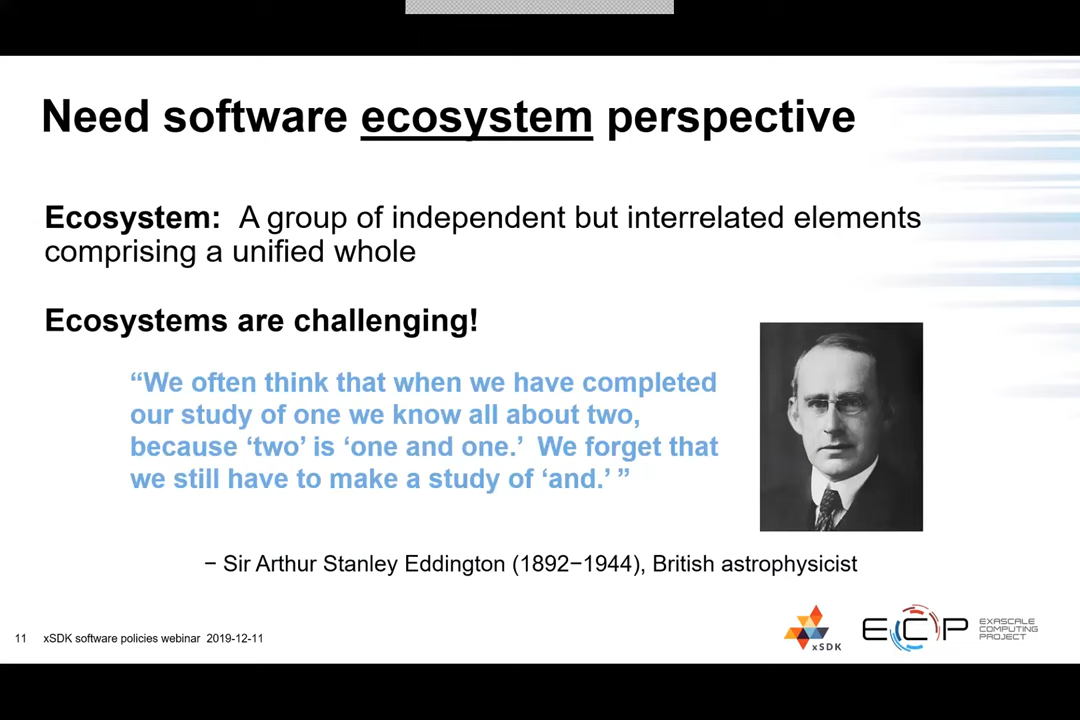 Need software ecosystem perspective
Ecosystem:  A group of independent but interrelated elements
comprising a unified whole
Ecosystems are challenging!
“We often think that when we have completed
our study of one we know all about two,
because ‘two’ is ‘one and one.’  We forget that
we still have to make a study of ‘and.’ ”
− Sir Arthur Stanley Eddington (1892−1944), British astrophysicist
11 xSDK software policies webinar  2019-12-11
xSDK
ECP
EXASCALE
COMPUTING
PROJECT